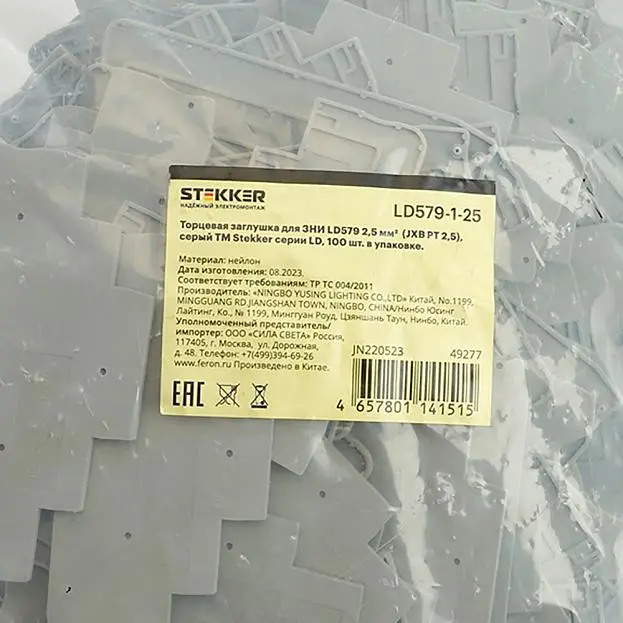 STEKKER
НАДЁЖНЫЙ ЭЛЕКТРОМОНТАЖ
LD579-1-25
Торцевая заглушка для ЗНИ LD579 2,5 мм² (JXB PT 2,5),
серый ТМ Stekker серии LD, 100 шт. в упаковке.
Материал: нейлон
Дата изготовления: 08.2023.
Соответствует требованиям: ТР ТС 004/2011
Производитель: «NINGBO YUSING LIGHTING CO.,LTD» Китай, No.1199,
MINGGUANG RD.JIANGSHAN TOWN, NINGBO, CHINA/Нинбо Юсинг
Лайтинг, Ко., № 1199, Минггуан Роуд, Цзяншань Таун, Нинбо, Китай.
Уполномоченный представитель/
импортер: ООО «СИЛА СВЕТА» Россия,
117405, г. Москва, ул. Дорожная,
д. 48. Телефон: +7(499)394-69-26
www.feron.ru Произведено в Китае.
JN220523 49277
EAC
4 657801 141515